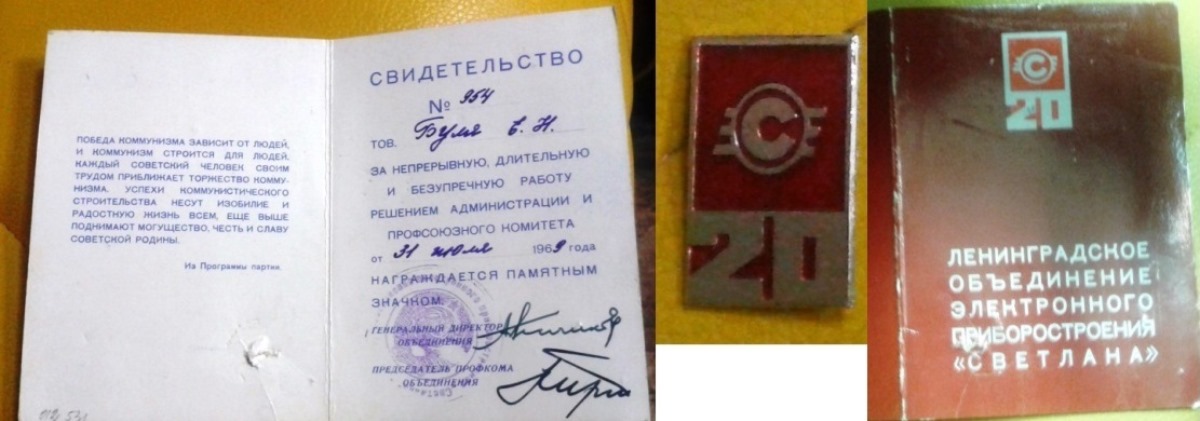 ПОБЕДА КОММУНИЗМА ЗАВИСИТ ОТ ЛЮДЕЙ,
И КОММУНИЗМ СТРОИТСЯ ДЛЯ ЛЮДЕЙ.
КАЖДЫЙ СОВЕТСКИЙ ЧЕЛОВЕК СВОИМ
ТРУДОМ ПРИБЛИЖАЕТ ТОРЖЕСТВО КОММУ-
НИЗМА. УСПЕХИ КОММУНИСТИЧЕСКОГО
СТРОИТЕЛЬСТВА НЕСУТ ИЗОБИЛИЕ И
РАДОСТНУЮ ЖИЗНЬ ВСЕМ, ЕЩЕ ВЫШЕ
ПОДНИМАЮТ МОГУЩЕСТВО, ЧЕСТЬ И СЛАВУ
СОВЕТСКОЙ РОДИНЫ.
Из Программы партии.
СВИДЕТЕЛЬСТВО
№ 954
ТОВ. Буля Е. Н.
ЗА НЕПРЕРЫВНУЮ, ДЛИТЕЛЬНУЮ
И БЕЗУПРЕЧНУЮ РАБОТУ
РЕШЕНИЕМ АДМИНИСТРАЦИИ И
ПРОФСОЮЗНОГО КОМИТЕТА
от 31 июля 1969 года
НАГРАЖДАЕТСЯ ПАМЯТНЫМ
ЗНАЧКОМ.
ГЕНЕРАЛЬНЫЙ ДИРЕКТОР
ОБЪЕДИНЕНИЯ
ПРЕДСЕДАТЕЛЬ ПРОФКОМА
ОБЪЕДИНЕНИЯ
С
20
С
20
ЛЕНИНГРАДСКОЕ
ОБЪЕДИНЕНИЕ
ЭЛЕКТРОННОГО
ПРИБОРОСТРОЕНИЯ
«СВЕТЛАНА»